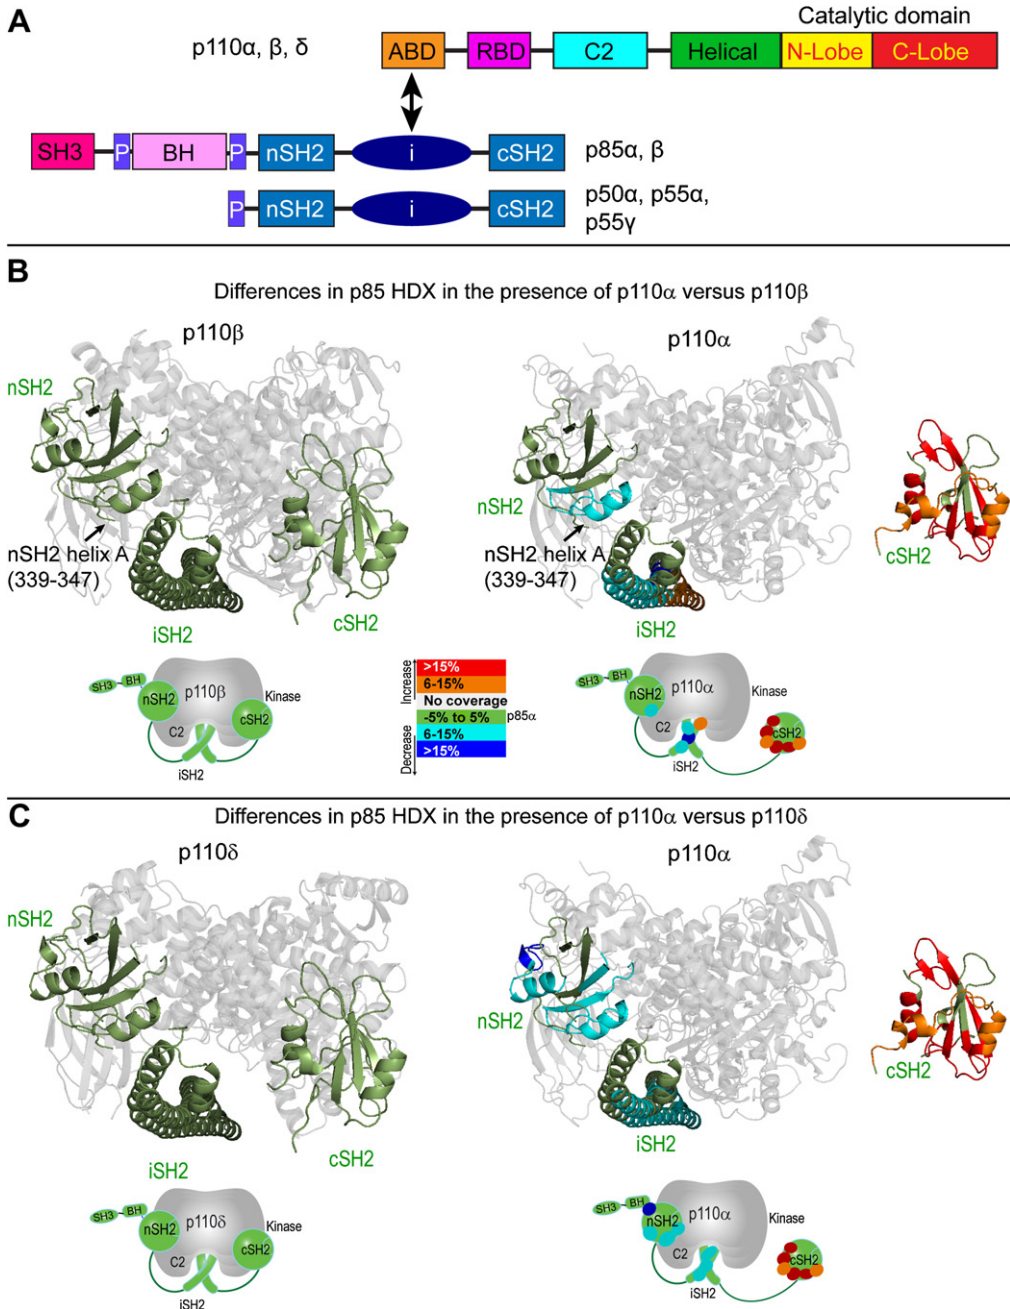 A
Catalytic domain
p110α, β, δ
ABD
RBD
C2
Helical
N-Lobe
C-Lobe
SH3
P
BH
P
nSH2
i
cSH2
p85α, β
P
nSH2
i
cSH2
p50α, p55α,
p55γ
B
Differences in p85 HDX in the presence of p110α versus p110β
p110β
nSH2
nSH2 helix A
(339-347)
iSH2
cSH2
p110α
nSH2
nSH2 helix A
(339-347)
iSH2
cSH2
SH3
BH
p110β
nSH2
Kinase
cSH2
C2
iSH2
Increase
Decrease
>15%
6-15%
No coverage
-5% to 5%
p85α
6-15%
>15%
SH3
BH
p110α
nSH2
Kinase
C2
cSH2
iSH2
C
Differences in p85 HDX in the presence of p110α versus p110δ
p110δ
nSH2
iSH2
cSH2
p110α
nSH2
iSH2
cSH2
SH3
BH
p110δ
nSH2
Kinase
cSH2
C2
iSH2
SH3
BH
p110α
nSH2
Kinase
C2
cSH2
iSH2